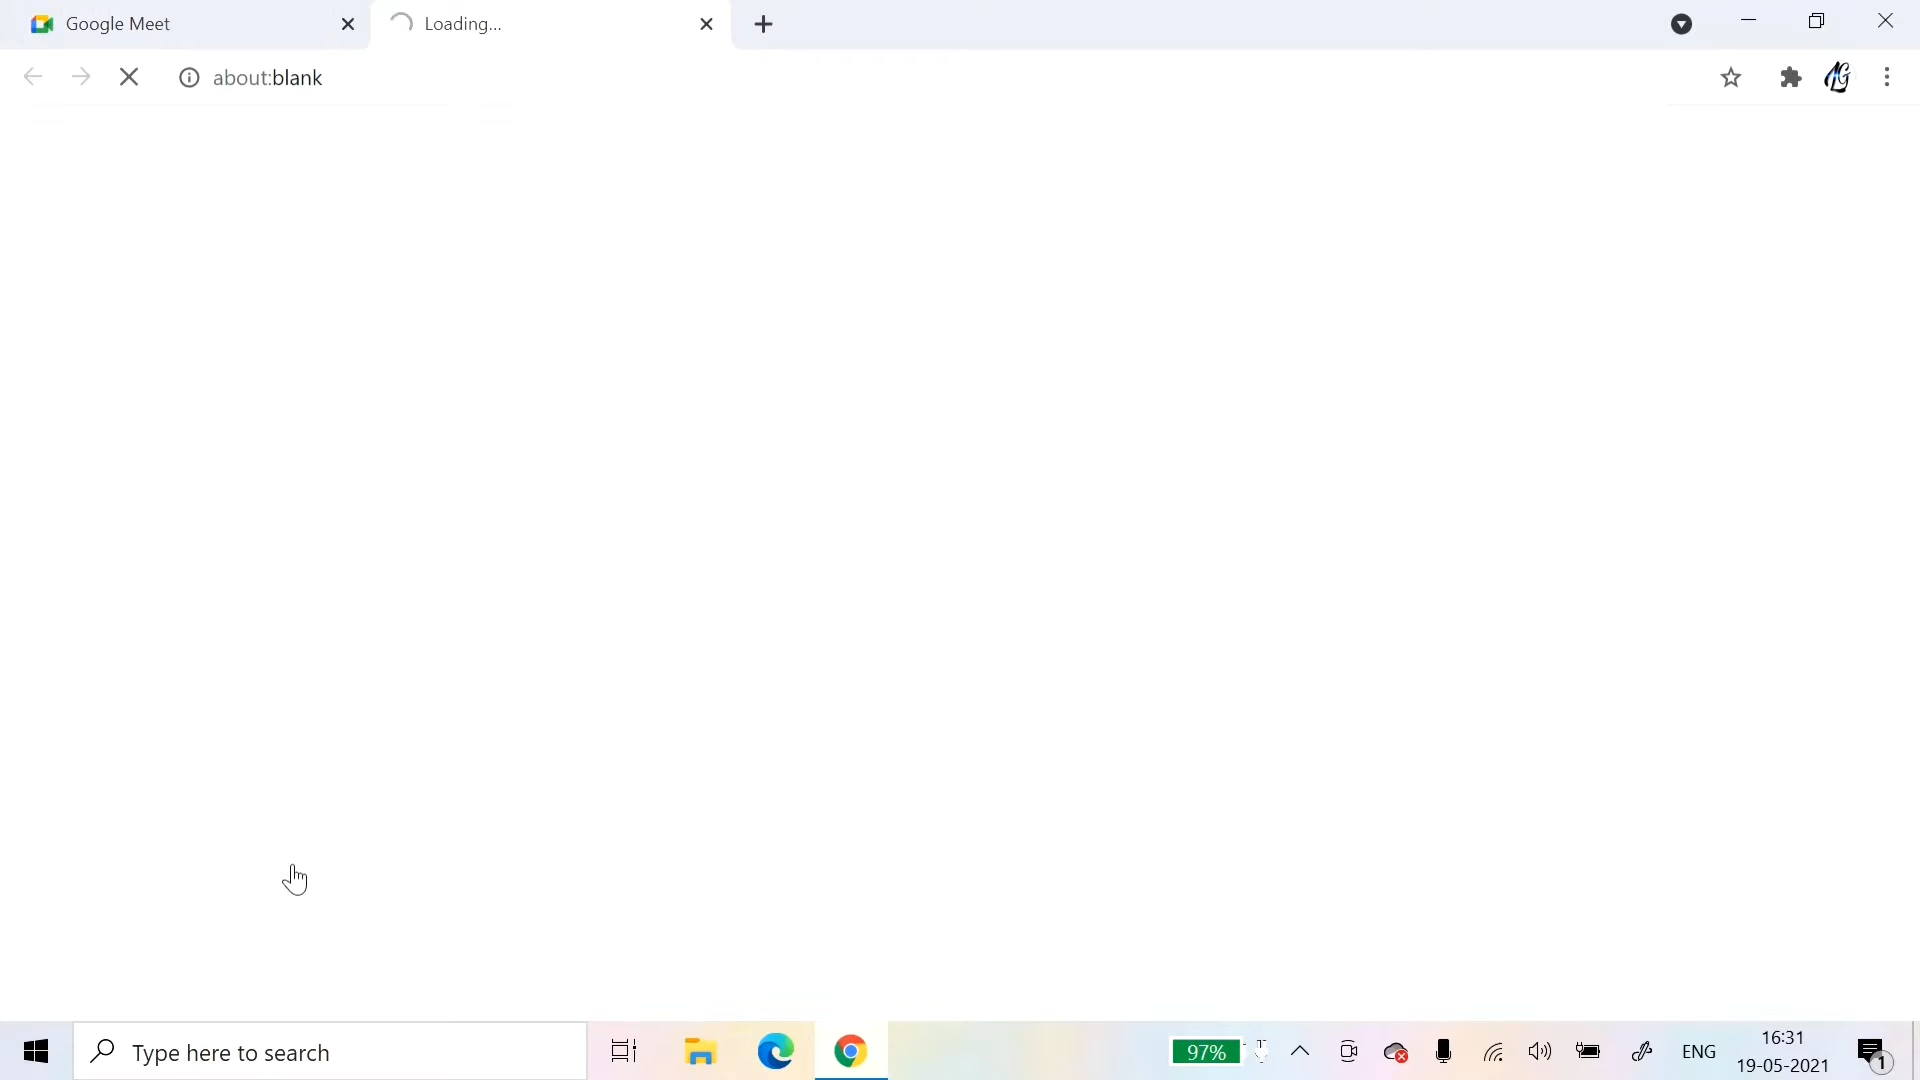 Google Meet
Loading...
about:blank
Type here to search
97%
ENG
16:31
19-05-2021
1